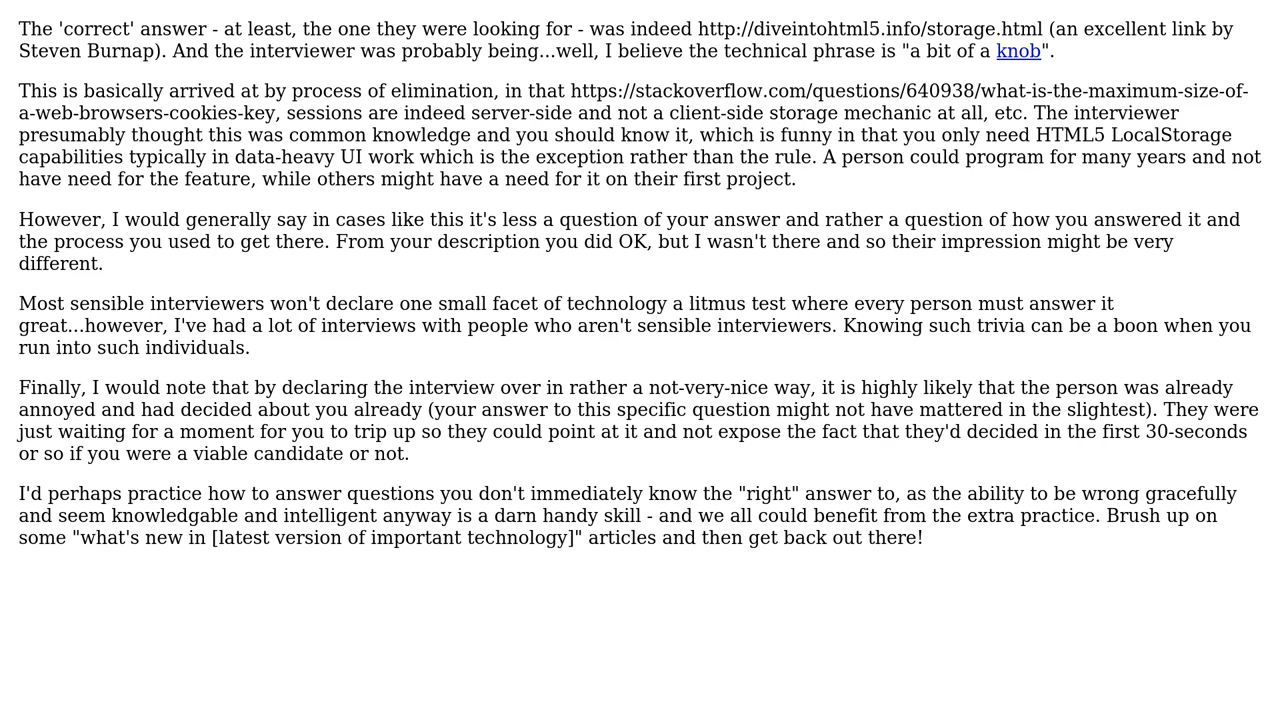 The 'correct' answer - at least, the one they were looking for - was indeed http://diveintohtml5.info/storage.html (an excellent link by
Steven Burnap). And the interviewer was probably being...well, I believe the technical phrase is "a bit of a knob".
This is basically arrived at by process of elimination, in that https://stackoverflow.com/questions/640938/what-is-the-maximum-size-of-
a-web-browsers-cookies-key, sessions are indeed server-side and not a client-side storage mechanic at all, etc. The interviewer
presumably thought this was common knowledge and you should know it, which is funny in that you only need HTML5 LocalStorage
capabilities typically in data-heavy UI work which is the exception rather than the rule. A person could program for many years and not
have need for the feature, while others might have a need for it on their first project.
However, I would generally say in cases like this it's less a question of your answer and rather a question of how you answered it and
the process you used to get there. From your description you did OK, but I wasn't there and so their impression might be very
different.
Most sensible interviewers won't declare one small facet of technology a litmus test where every person must answer it
great...however, I've had a lot of interviews with people who aren't sensible interviewers. Knowing such trivia can be a boon when you
run into such individuals.
Finally, I would note that by declaring the interview over in rather a not-very-nice way, it is highly likely that the person was already
annoyed and had decided about you already (your answer to this specific question might not have mattered in the slightest). They were
just waiting for a moment for you to trip up so they could point at it and not expose the fact that they'd decided in the first 30-seconds
or so if you were a viable candidate or not.
I'd perhaps practice how to answer questions you don't immediately know the "right" answer to, as the ability to be wrong gracefully
and seem knowledgable and intelligent anyway is a darn handy skill - and we all could benefit from the extra practice. Brush up on
some "what's new in [latest version of important technology]" articles and then get back out there!